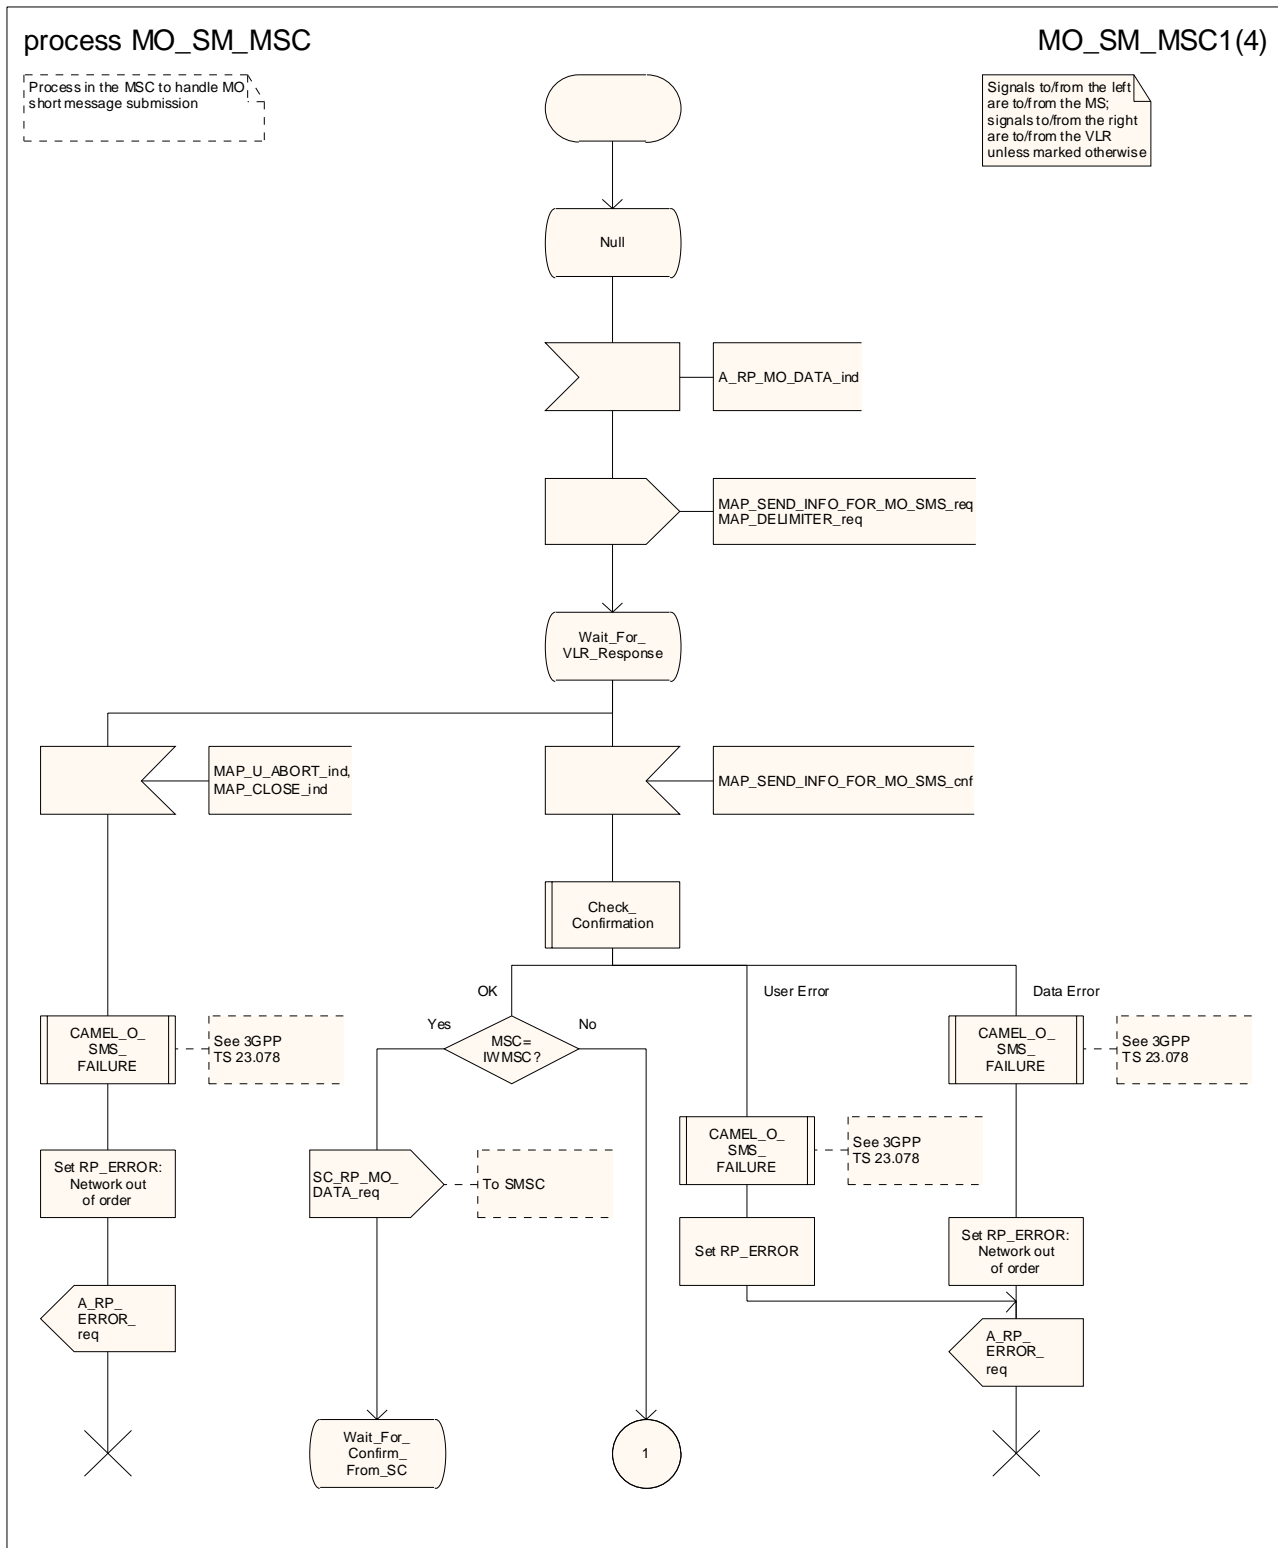 process MO_SM_MSC
MO_SM_MSC1(4)
Process in the MSC to handle MO
short message submission
Signals to/from the left
are to/from the MS;
signals to/from the right
are to/from the VLR
unless marked otherwise
Null
A_RP_MO_DATA_ind
MAP_SEND_INFO_FOR_MO_SMS_req
MAP_DELIMITER_req
Wait_For_
VLR_Response
MAP_U_ABORT_ind,
MAP_CLOSE_ind
MAP_SEND_INFO_FOR_MO_SMS_cnf
Check_
Confirmation
OK
User Error
Data Error
Yes
No
CAMEL_O_
SMS_
FAILURE
See 3GPP
TS 23.078
MSC=
IWMSC?
CAMEL_O_
SMS_
FAILURE
See 3GPP
TS 23.078
CAMEL_O_
SMS_
FAILURE
See 3GPP
TS 23.078
Set RP_ERROR:
Network out
of order
SC_RP_MO_
DATA_req
To SMSC
Set RP_ERROR
Set RP_ERROR:
Network out
of order
A_RP_
ERROR_
req
A_RP_
ERROR_
req
Wait_For_
Confirm_
From_SC
1